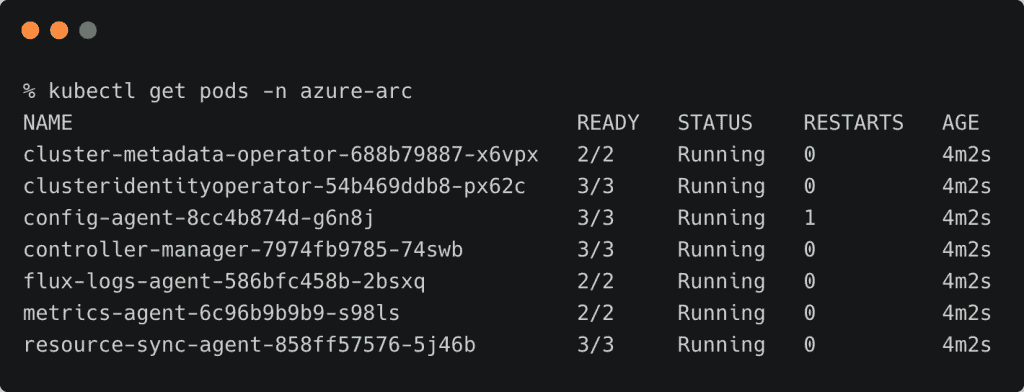 % kubectl get pods -n azure-arc
NAME READY STATUS RESTARTS AGE
cluster-metadata-operator-688b79887-x6vpx 2/2 Running 0 4m2s
clusteridentityoperator-54b469ddb8-px62c 3/3 Running 0 4m2s
config-agent-8cc4b874d-g6n8j 3/3 Running 1 4m2s
controller-manager-7974fb9785-74swb 3/3 Running 0 4m2s
flux-logs-agent-586bfc458b-2bsxq 2/2 Running 0 4m2s
metrics-agent-6c96b9b9b9-s98ls 2/2 Running 0 4m2s
resource-sync-agent-858ff57576-5j46b 3/3 Running 0 4m2s